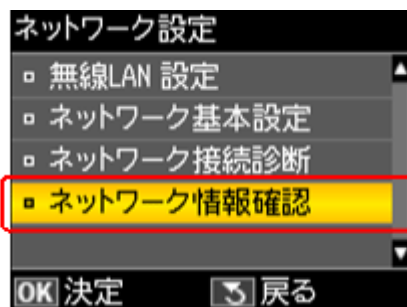 ネットワーク設定
無線LAN 設定
ネットワーク基本設定
ネットワーク接続診断
ネットワーク情報確認
OK 決定 戻る